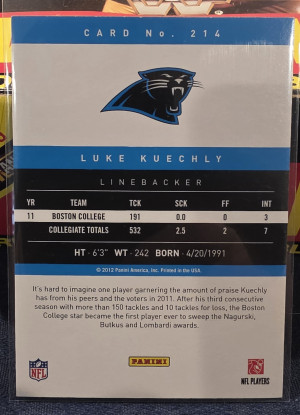 CARD No. 214
LUKE KUECHLY
LINEBACKER
YR TEAM TCK SCK FF INT
11 BOSTON COLLEGE 191 0.0 0 3
COLLEGIATE TOTALS 532 2.5 2 7
HT - 6'3" WT - 242 BORN - 4/20/1991
© 2012 Panini America, Inc. Printed in the USA.
It's hard to imagine one player garnering the amount of praise Kuechly
has from his peers and the voters in 2011. After his third consecutive
season with more than 150 tackles and 10 tackles for loss, the Boston
College star became the first player ever to sweep the Nagurski,
Butkus and Lombardi awards.
NFL
PANINI
NFL PLAYERS